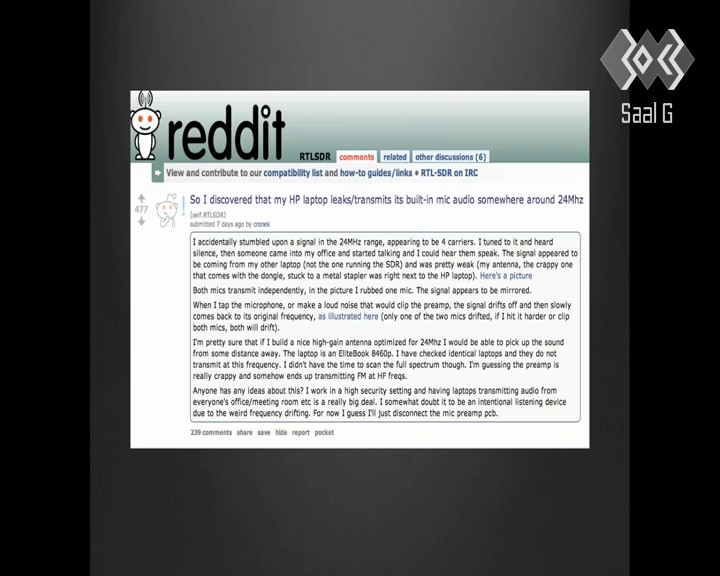 Saal G
reddit
RTLSDR comments related other discussions (6)
View and contribute to our compatibility list and how-to guides/links • RTL-SDR on IRC
477
So I discovered that my HP laptop leaks/transmits its built-in mic audio somewhere around 24Mhz
(self.RTLSDR)
submitted 7 days ago by cronek
I accidentally stumbled upon a signal in the 24MHz range, appearing to be 4 carriers. I tuned to it and heard
silence, then someone came into my office and started talking and I could hear them speak. The signal appeared to
be coming from my other laptop (not the one running the SDR) and was pretty weak (my antenna, the crappy one
that comes with the dongle, stuck to a metal stapler was right next to the HP laptop). Here's a picture
Both mics transmit independently, in the picture I rubbed one mic. The signal appears to be mirrored.
When I tap the microphone, or make a loud noise that would clip the preamp, the signal drifts off and then slowly
comes back to its original frequency, as illustrated here (only one of the two mics drifted, if I hit it harder or clip
both mics, both will drift).
I'm pretty sure that if I build a nice high-gain antenna optimized for 24Mhz I would be able to pick up the sound
from some distance away. The laptop is an EliteBook 8460p. I have checked identical laptops and they do not
transmit at this frequency. I didn't have the time to scan the full spectrum though. I'm guessing the preamp is
really crappy and somehow ends up transmitting FM at HF freqs.
Anyone has any ideas about this? I work in a high security setting and having laptops transmitting audio from
everyone's office/meeting room etc is a really big deal. I somewhat doubt it to be an intentional listening device
due to the weird frequency drifting. For now I guess I'll just disconnect the mic preamp pcb.
239 comments share save hide report pocket